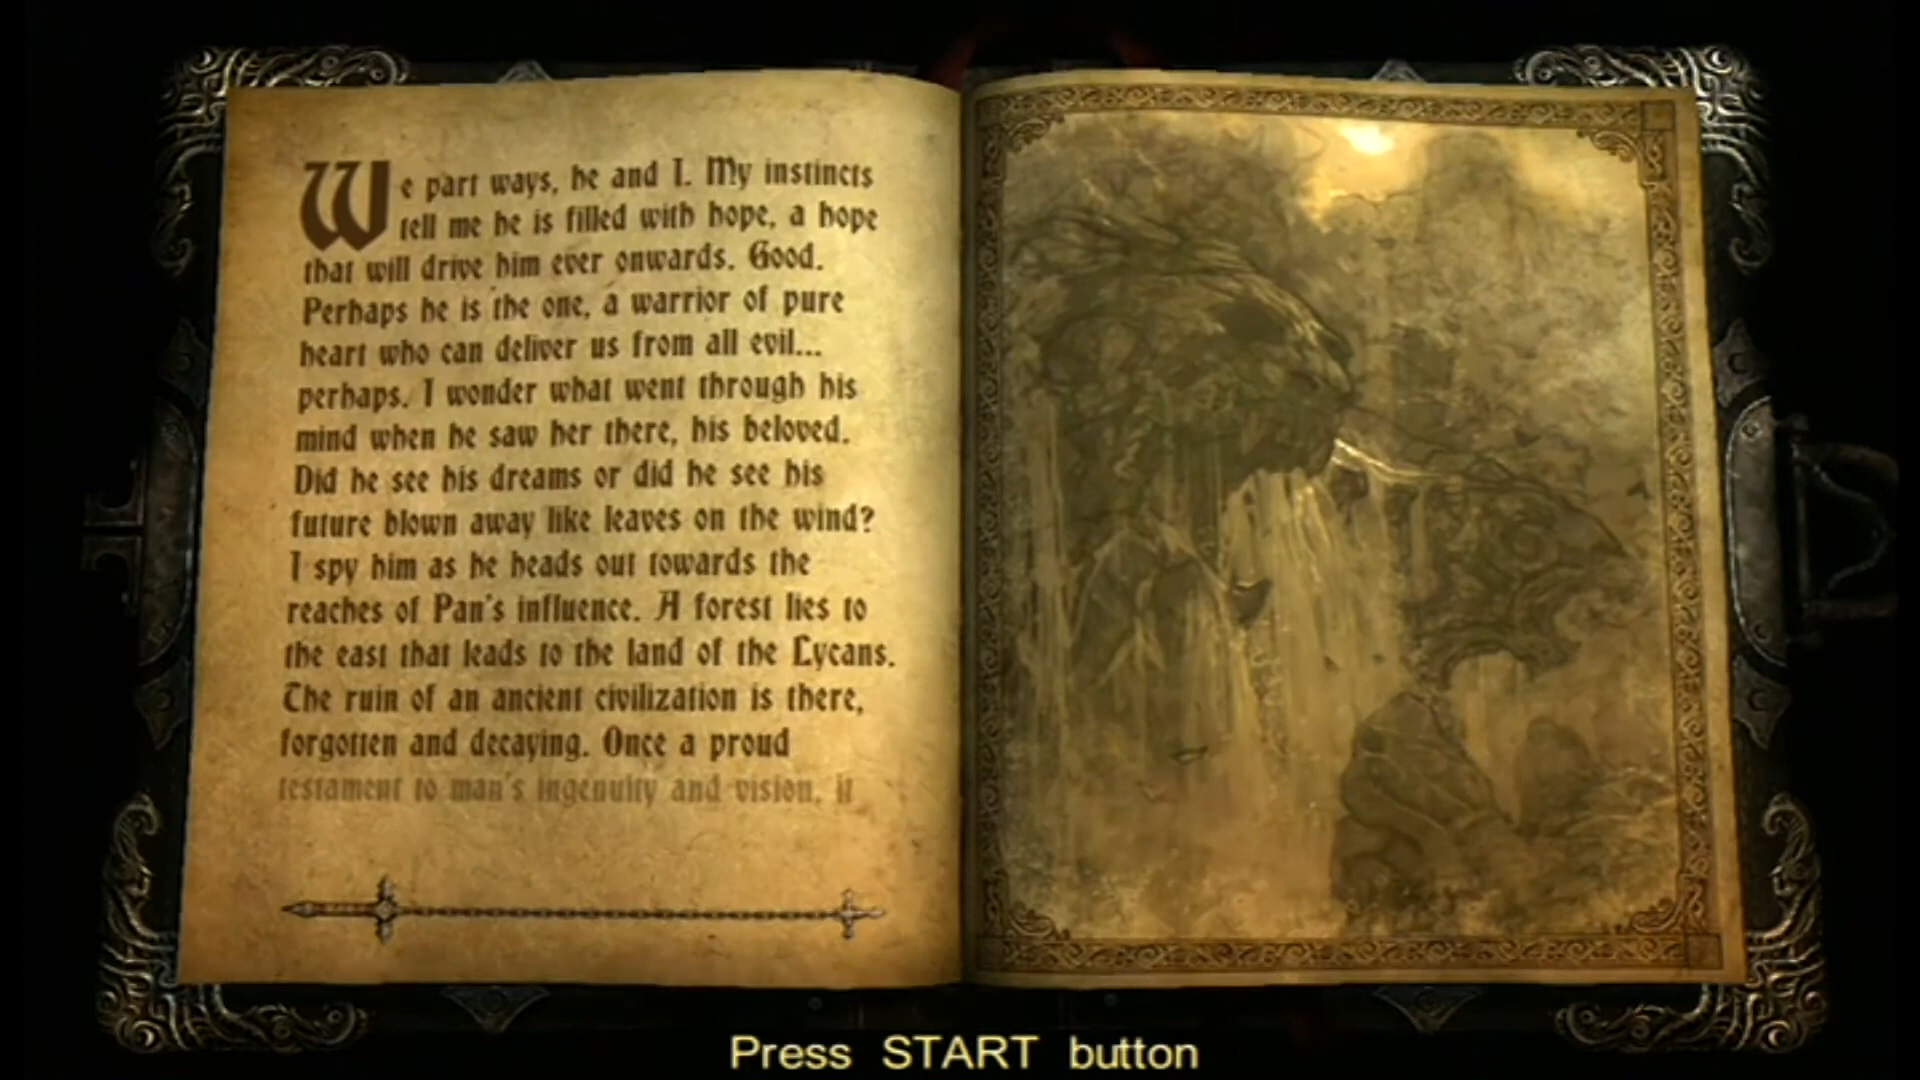 We part ways, he and I. My instincts
tell me he is filled with hope, a hope
that will drive him ever onwards. Good.
Perhaps he is the one, a warrior of pure
heart who can deliver us from all evil...
perhaps. I wonder what went through his
mind when he saw her there, his beloved.
Did he see his dreams or did he see his
future blown away like leaves on the wind?
I spy him as he heads out towards the
reaches of Pan's influence. A forest lies to
the east that leads to the land of the Lycans.
The ruin of an ancient civilization is there,
forgotten and decaying. Once a proud
testament to man's ingenuity and vision, it
Press START button